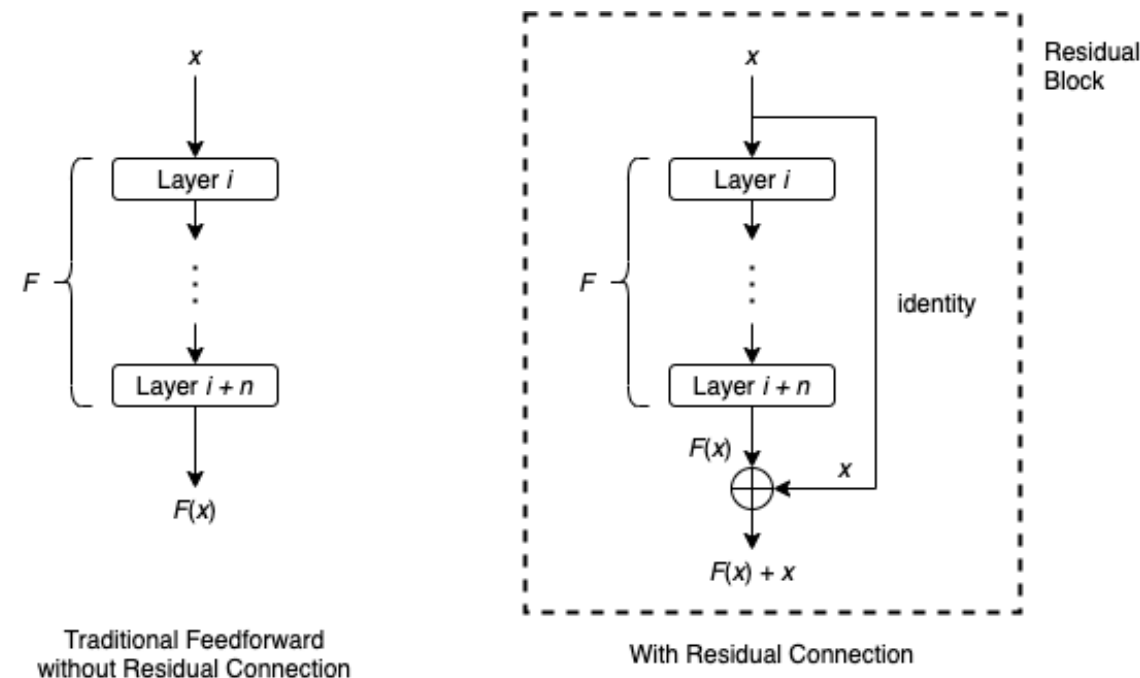 x
Layer i
F
Layer i + n
F(x)
Traditional Feedforward
without Residual Connection
x
Layer i
F
identity
Layer i + n
F(x)
x
F(x) + x
With Residual Connection
Residual
Block